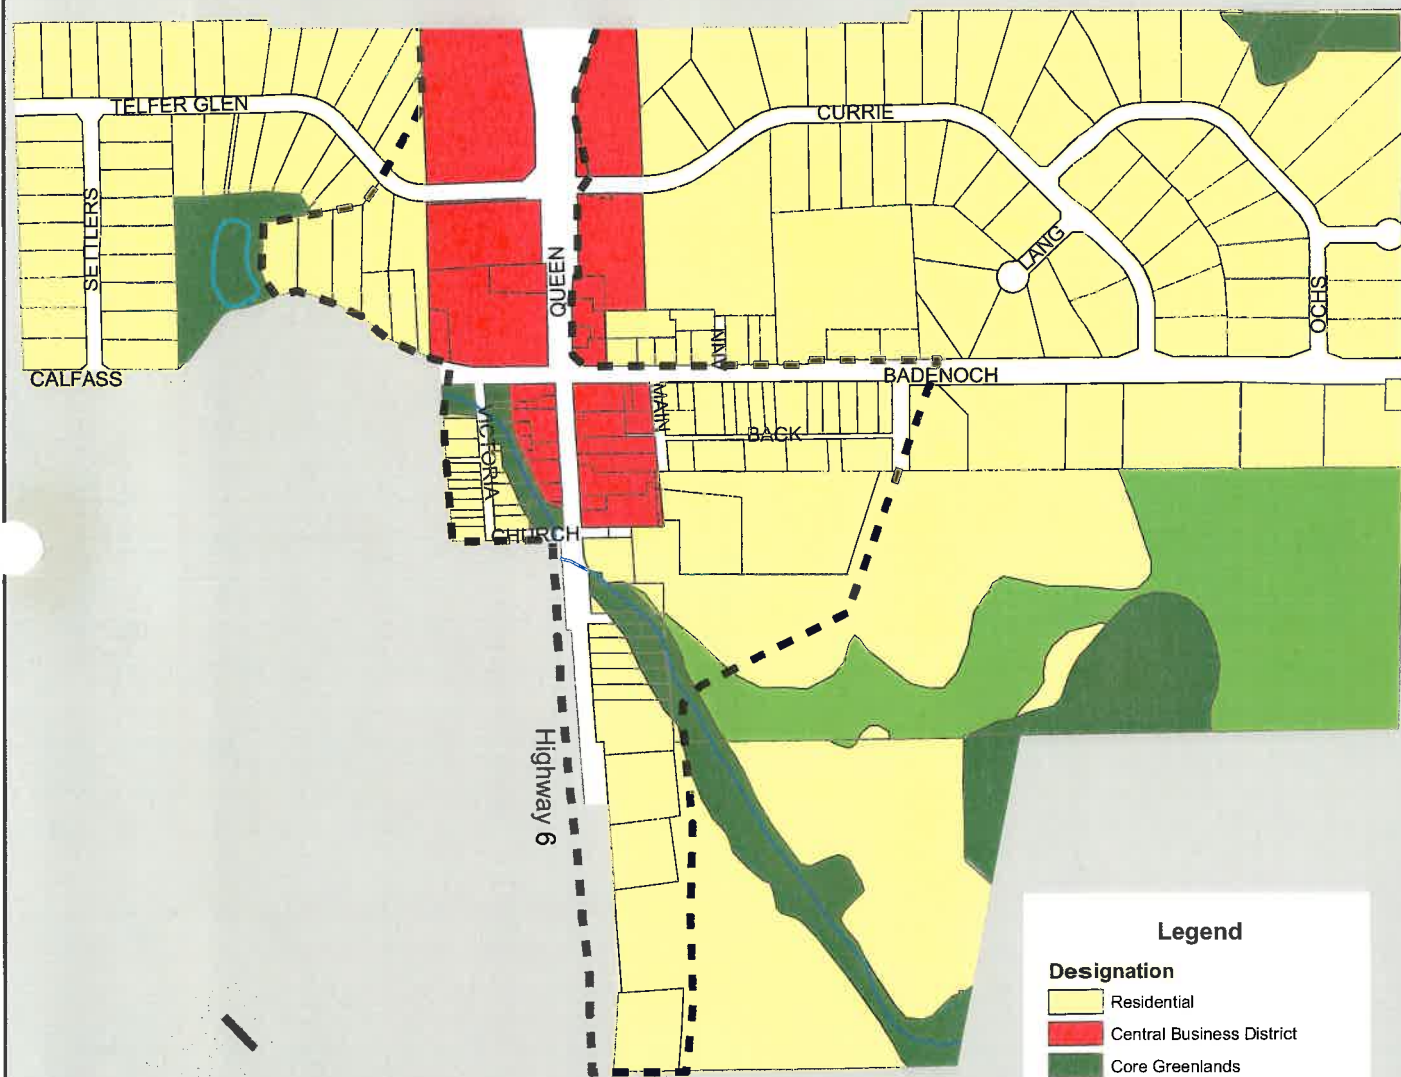 TELFER GLEN
CURRIE
SETTLERS
LANG
QUEEN
OCHS
ANN
CALFASS
BADENOCH
MAIN
BACK
VICTORIA
CHURCH
Highway 6
Legend
Designation
Residential
Central Business District
Core Greenlands